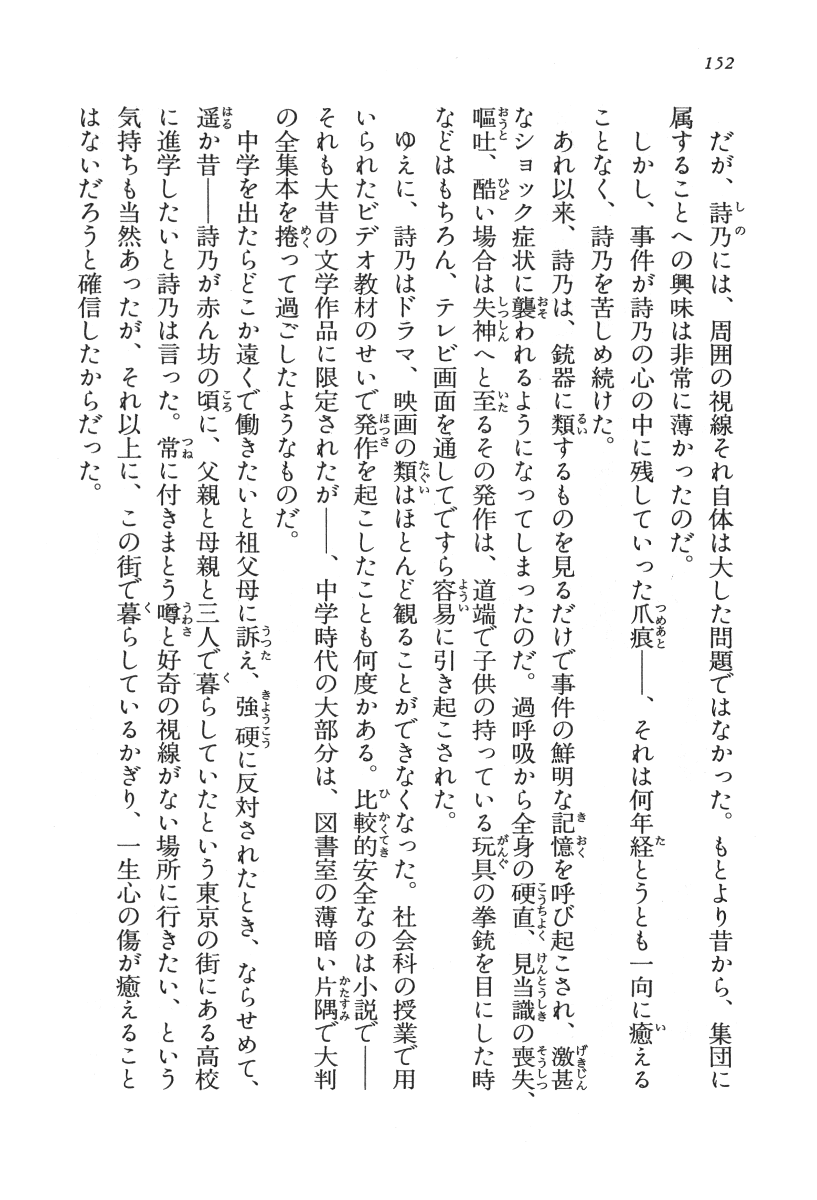 152
だが、詩乃には、周囲の視線それ自体は大した問題ではなかった。もとより昔から、集団に
属することへの興味は非常に薄かったのだ。
しかし、事件が詩乃の心の中に残していった爪痕――、それは何年経とうとも一向に癒える
ことなく、詩乃を苦しめ続けた。
あれ以来、詩乃は、銃器に類するものを見るだけで事件の鮮明な記憶を呼び起こされ、激甚
なショック症状に襲われるようになってしまったのだ。過呼吸から全身の硬直、見当識の喪失、
嘔吐、酷い場合は失神へと至るその発作は、道端で子供の持っている玩具の拳銃を目にした時
などはもちろん、テレビ画面を通してですら容易に引き起こされた。
ゆえに、詩乃はドラマ、映画の類はほとんど観ることができなくなった。社会科の授業で用
いられたビデオ教材のせいで発作を起こしたことも何度かある。比較的安全なのは小説で――
それも大昔の文学作品に限定されたが――、中学時代の大部分は、図書室の薄暗い片隅で大判
の全集本を捲って過ごしたようなものだ。
中学を出たらどこか遠くで働きたいと祖父母に訴え、強硬に反対されたとき、ならせめて、
遥か昔――詩乃が赤ん坊の頃に、父親と母親と三人で暮らしていたという東京の街にある高校
に進学したいと詩乃は言った。常に付きまとう噂と好奇の視線がない場所に行きたい、という
気持ちも当然あったが、それ以上に、この街で暮らしているかぎり、一生心の傷が癒えること
はないだろうと確信したからだった。